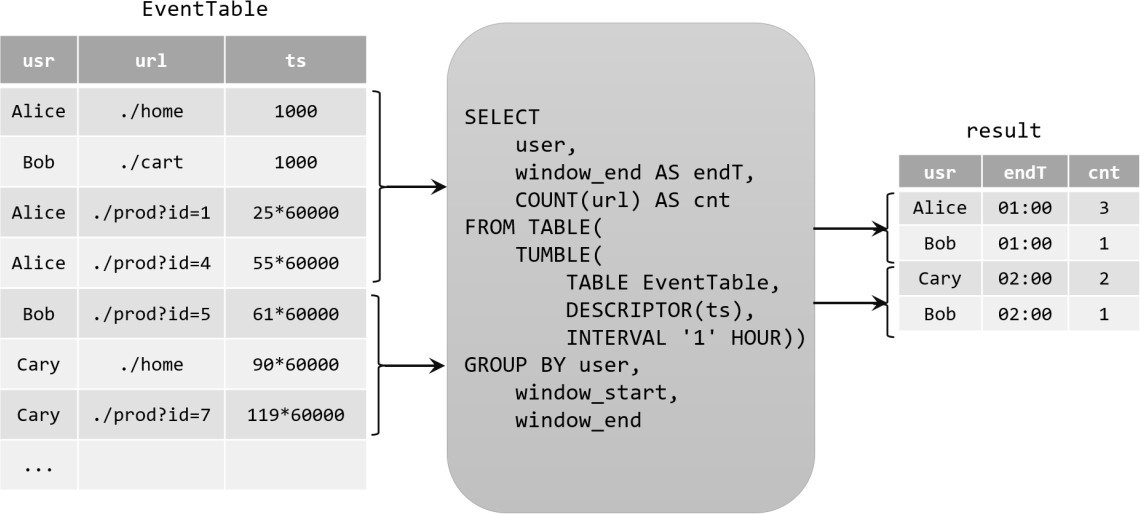 EventTable
usr url ts
Alice ./home 1000
Bob ./cart 1000
Alice ./prod?id=1 25*60000
Alice ./prod?id=4 55*60000
Bob ./prod?id=5 61*60000
Cary ./home 90*60000
Cary ./prod?id=7 119*60000
...
SELECT
user,
window_end AS endT,
COUNT(url) AS cnt
FROM TABLE(
TUMBLE(
TABLE EventTable,
DESCRIPTOR(ts),
INTERVAL '1' HOUR))
GROUP BY user,
window_start,
window_end
result
usr endT cnt
Alice 01:00 3
Bob 01:00 1
Cary 02:00 2
Bob 02:00 1